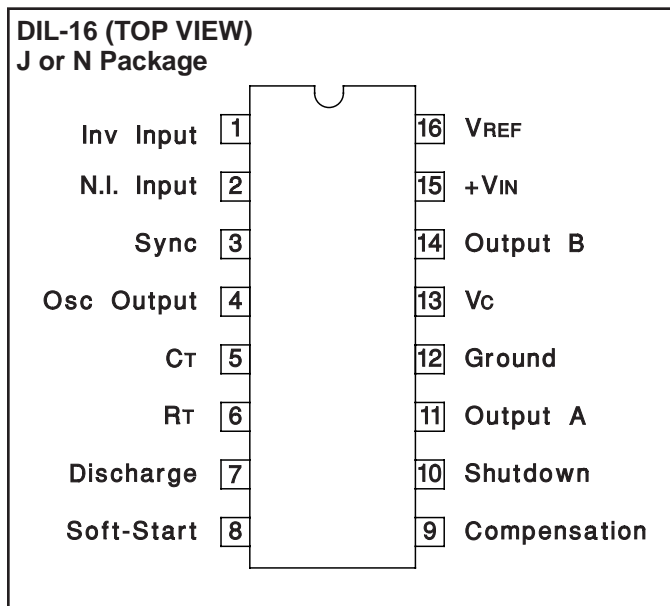 DIL-16 (TOP VIEW)
J or N Package
Inv Input 1 16 VREF
N.I. Input 2 15 +VIN
Sync 3 14 Output B
Osc Output 4 13 VC
CT 5 12 Ground
RT 6 11 Output A
Discharge 7 10 Shutdown
Soft-Start 8 9 Compensation